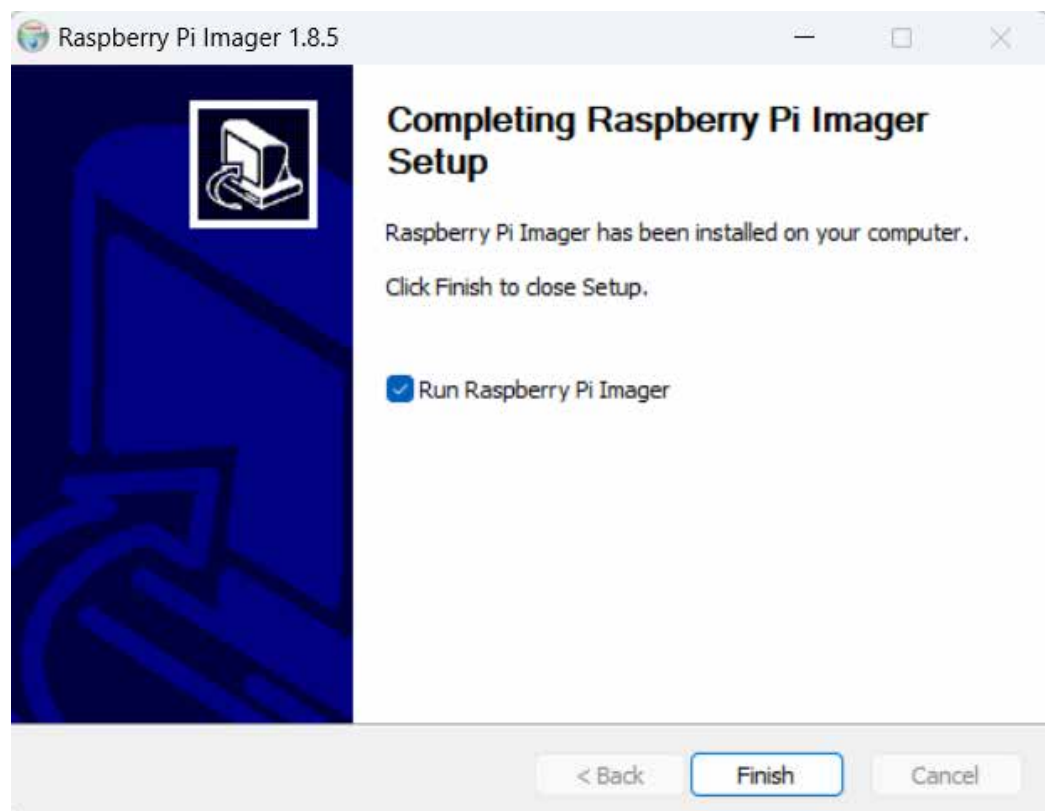 Raspberry Pi Imager 1.8.5
Completing Raspberry Pi Imager
Setup
Raspberry Pi Imager has been installed on your computer.
Click Finish to close Setup.
Run Raspberry Pi Imager
< Back Finish Cancel